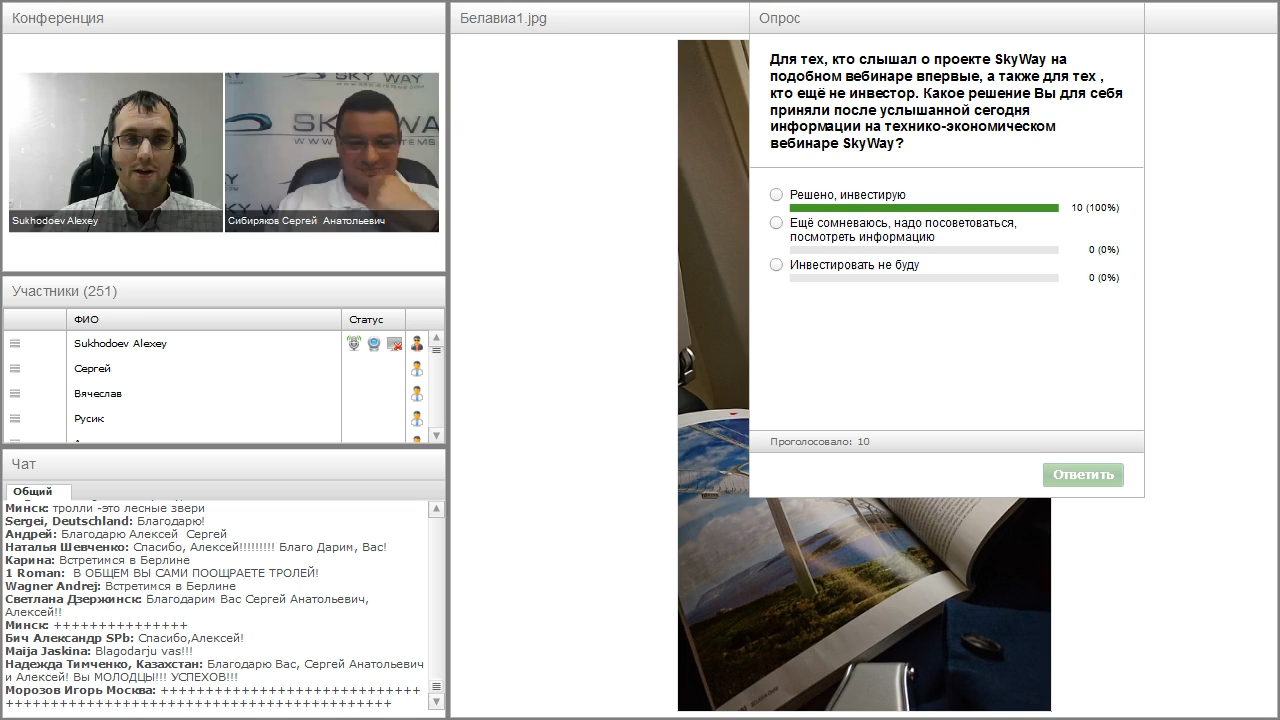 Конференция
SKY WAY
SKY WAY
Sukhodoev Alexey
Сибиряков Сергей Анатольевич
Участники (251)
ФИО
Статус
Sukhodoev Alexey
Сергей
Вячеслав
Русик
Чат
Общий
тролли -это лесные звери
Sergei, Deutschland: Благодарю!
Андрей: Благодарю Алексей Сергей
Наталья Шевченко: Спасибо, Алексей!!!!!!!!! Благо Дарим, Вас!
Карина: Встретимся в Берлине
1 Roman: В ОБЩЕМ ВЫ САМИ ПООЩРАЕТЕ ТРОЛЕЙ!
Wagner Andrej: Встретимся в Берлине
Светлана Дзержинск: Благодарим Вас Сергей Анатольевич,
Алексей!!
Минск: +++++++++++++++
Бич Александр SPb: Спасибо,Алексей!
Maija Jaskina: Blagodarju vas!!!
Надежда Тимченко, Казахстан: Благодарю Вас, Сергей Анатольевич
и Алексей! Вы МОЛОДЦЫ!!! УСПЕХОВ!!!
Морозов Игорь Москва:
Белавиа1.jpg
Опрос
Для тех, кто слышал о проекте SkyWay на
подобном вебинаре впервые, а также для тех ,
кто ещё не инвестор. Какое решение Вы для себя
приняли после услышанной сегодня
информации на технико-экономическом
вебинаре SkyWay?
Решено, инвестирую
10 (100%)
Ещё сомневаюсь, надо посоветоваться,
посмотреть информацию
0 (0%)
Инвестировать не буду
0 (0%)
Проголосовало: 10
Ответить